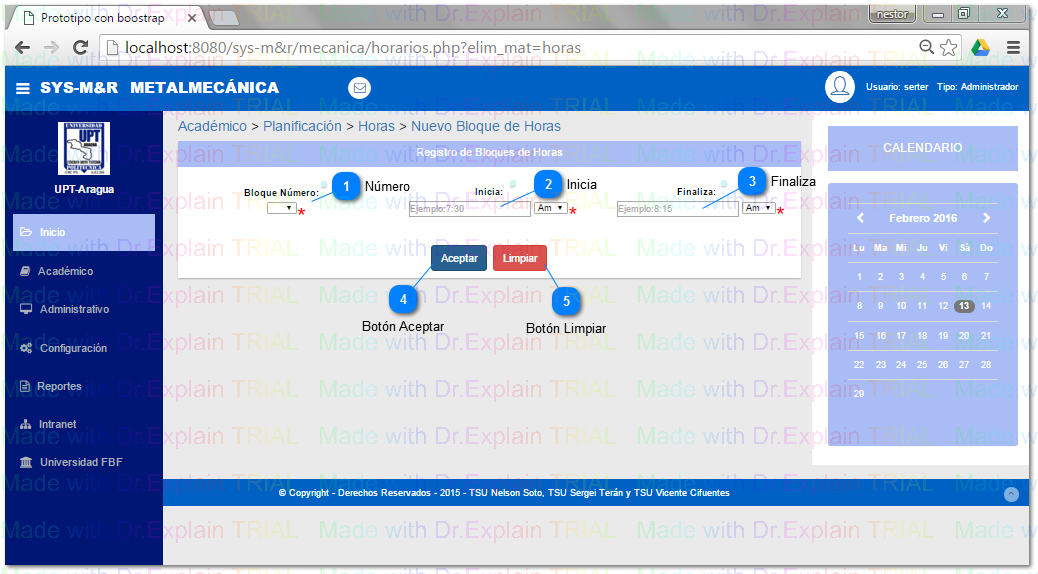 Prototipo con boostrap
nestor
localhost:8080/sys-m&r/mecanica/horarios.php?elim_mat=horas
SYS-M&R METALMECÁNICA
Usuario: serter Tipo: Administrador
UNIVERSIDAD
UPT
ARAGUA
POLITECNICA
UPT-Aragua
Inicio
Académico
Administrativo
Configuración
Reportes
Intranet
Universidad FBF
Académico > Planificación > Horas > Nuevo Bloque de Horas
Registro de Bloques de Horas
Bloque Número:
*
1 Número
Inicia:
Ejemplo:7:30 Am *
2 Inicia
Finaliza:
Ejemplo:8:15 Am *
3 Finaliza
Aceptar Limpiar
4
Botón Aceptar
5
Botón Limpiar
CALENDARIO
Febrero 2016
Lu Ma Mi Ju Vi Sá Do
1 2 3 4 5 6 7
8 9 10 11 12 13 14
15 16 17 18 19 20 21
22 23 24 25 26 27 28
29
© Copyright - Derechos Reservados - 2015 - TSU Nelson Soto, TSU Sergei Terán y TSU Vicente Cifuentes
Made with Dr.Explain TRIAL